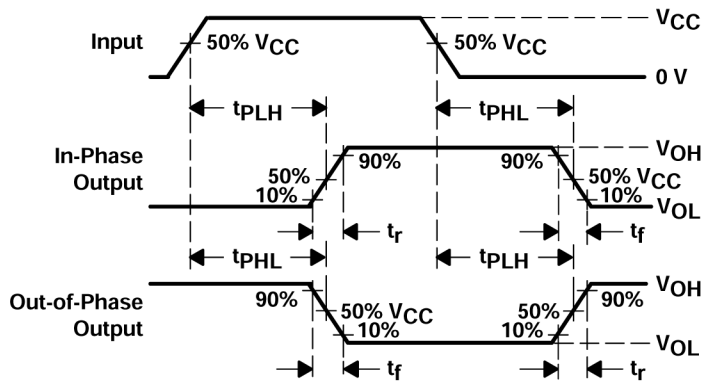 VCC
Input
50% VCC
50% VCC
0 V
tPLH
tPHL
In-Phase
Output
VOH
90%
90%
50%
50% VCC
10%
10%
VOL
tr
tf
tPHL
tPLH
Out-of-Phase
Output
VOH
90%
90%
50% VCC
50%
10%
10%
VOL
tf
tr